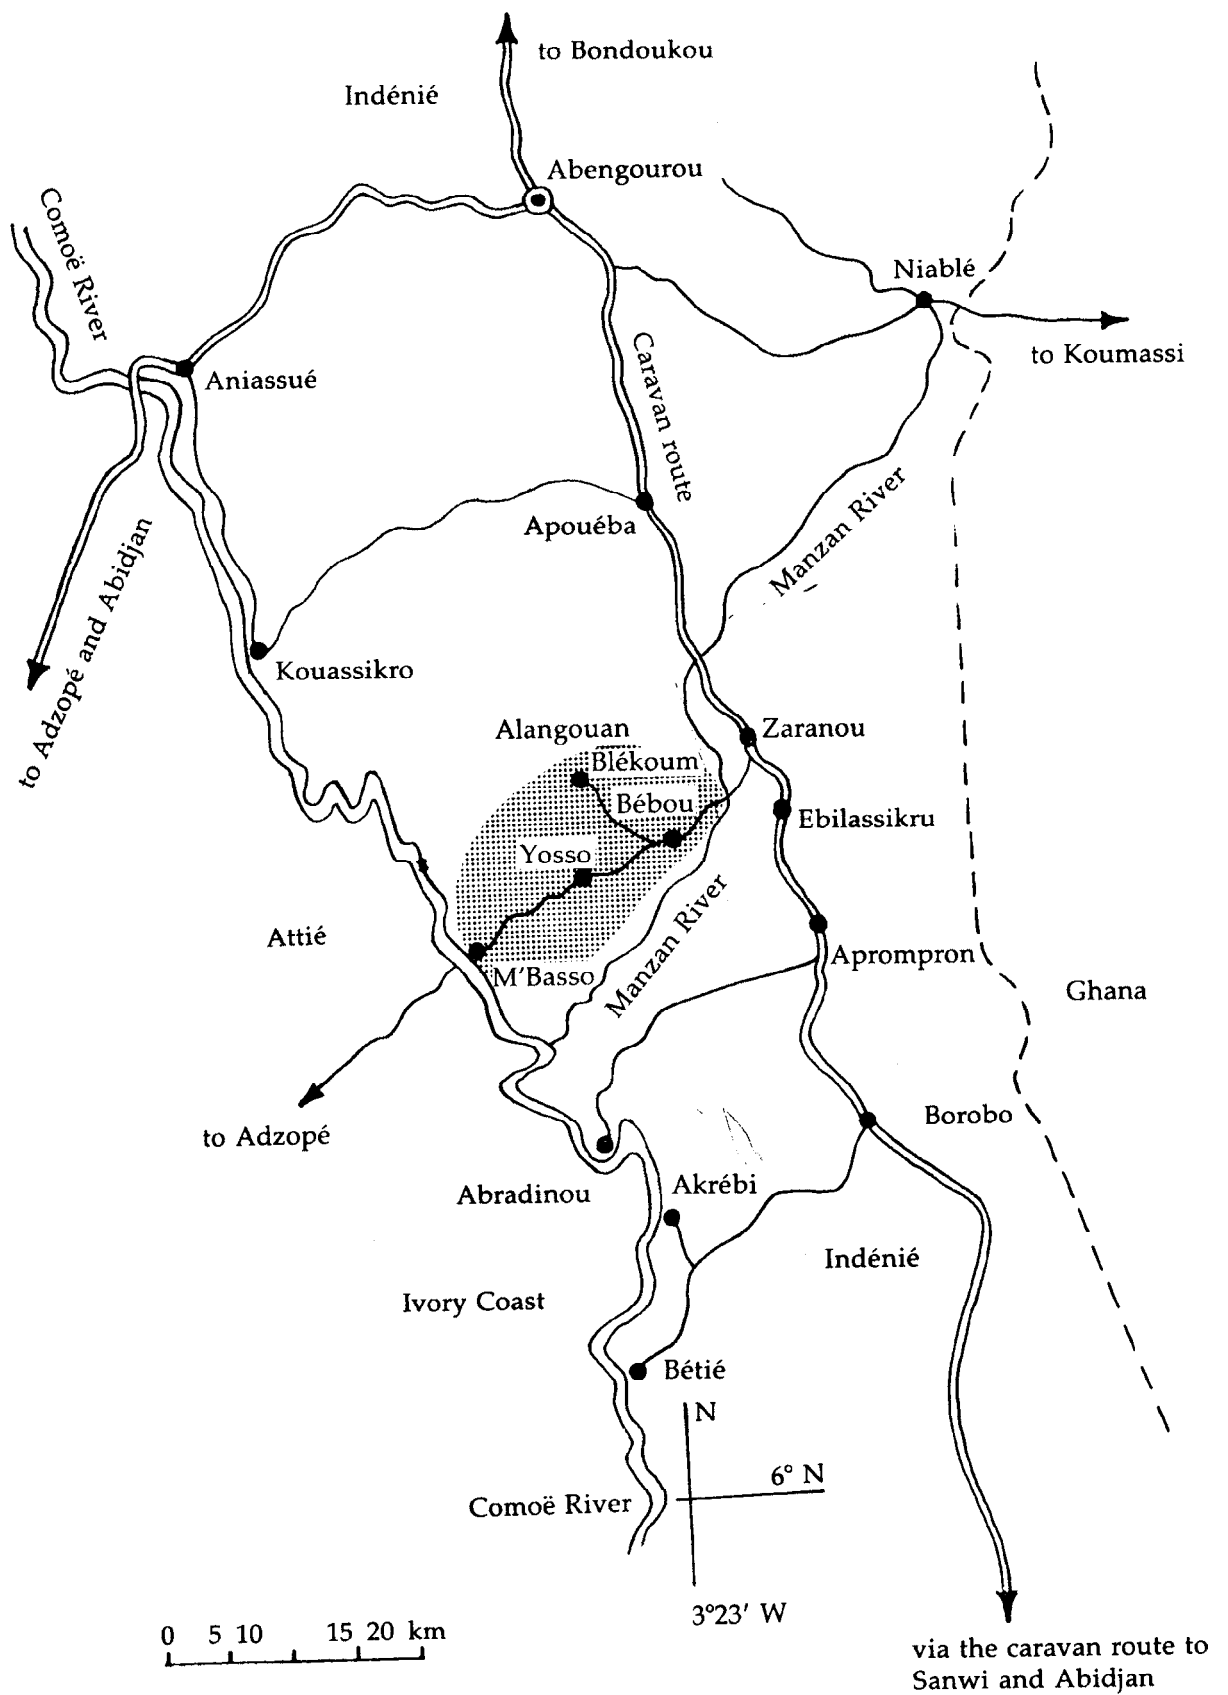 to Bondoukou
Indénié
Abengourou
Comoë River
Niablé
to Koumassi
Aniassué
Caravan route
Manzan River
Apouéba
to Adzopé and Abidjan
Kouassikro
Alangouan
Zaranou
Blékoum
Bébou
Ebilassikru
Yosso
Attié
Manzan River
Aprompron
M'Basso
Ghana
Borobo
to Adzopé
Akrébi
Abradinou
Indénié
Ivory Coast
Bétié
N
6° N
Comoë River
3°23' W
0 5 10 15 20 km
via the caravan route to
Sanwi and Abidjan